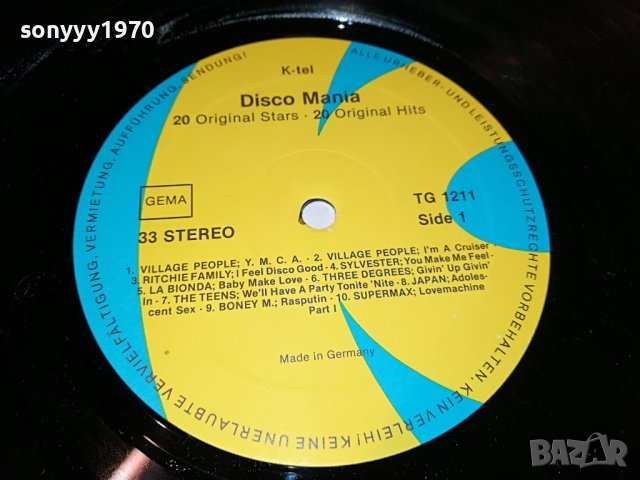 sonyyy1970
ALLE URHEBER- UND LEISTUNGSSCHUTZRECHTE VORBEHALTEN. KEIN VERLEIH! KEINE UNERLAUBTE VERVIELFÄLTIGUNG, VERMIETUNG, AUFFÜHRUNG, SENDUNG!
K-tel
Disco Mania
20 Original Stars · 20 Original Hits
GEMA
TG 1211
33 STEREO
Side 1
1. VILLAGE PEOPLE; Y. M. C. A. · 2. VILLAGE PEOPLE; I'm A Cruiser ·
3. RITCHIE FAMILY; I Feel Disco Good · 4. SYLVESTER; You Make Me Feel ·
5. LA BIONDA; Baby Make Love · 6. THREE DEGREES; Givin' Up Givin'
In · 7. THE TEENS; We'll Have A Party Tonite 'Nite · 8. JAPAN; Adoles-
cent Sex · 9. BONEY M.; Rasputin · 10. SUPERMAX; Lovemachine
Part I
Made in Germany
BAZAR
bazar.bg